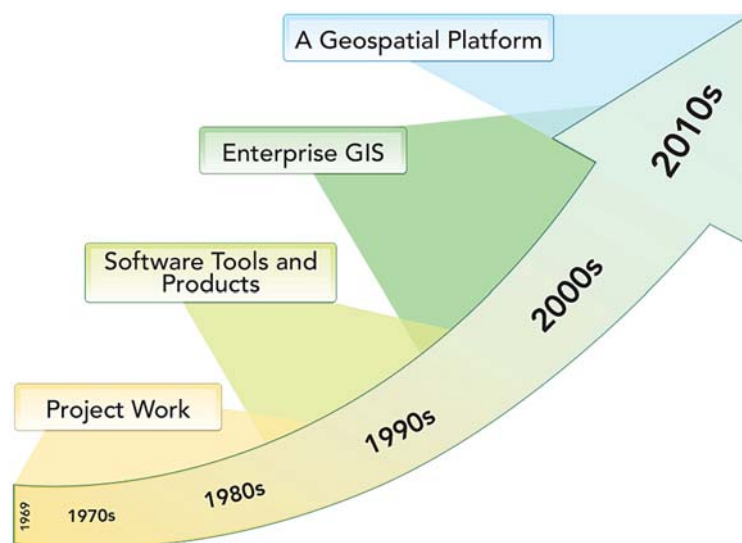 A Geospatial Platform
Enterprise GIS
Software Tools and
Products
Project Work
1969
1970s
1980s
1990s
2000s
2010s